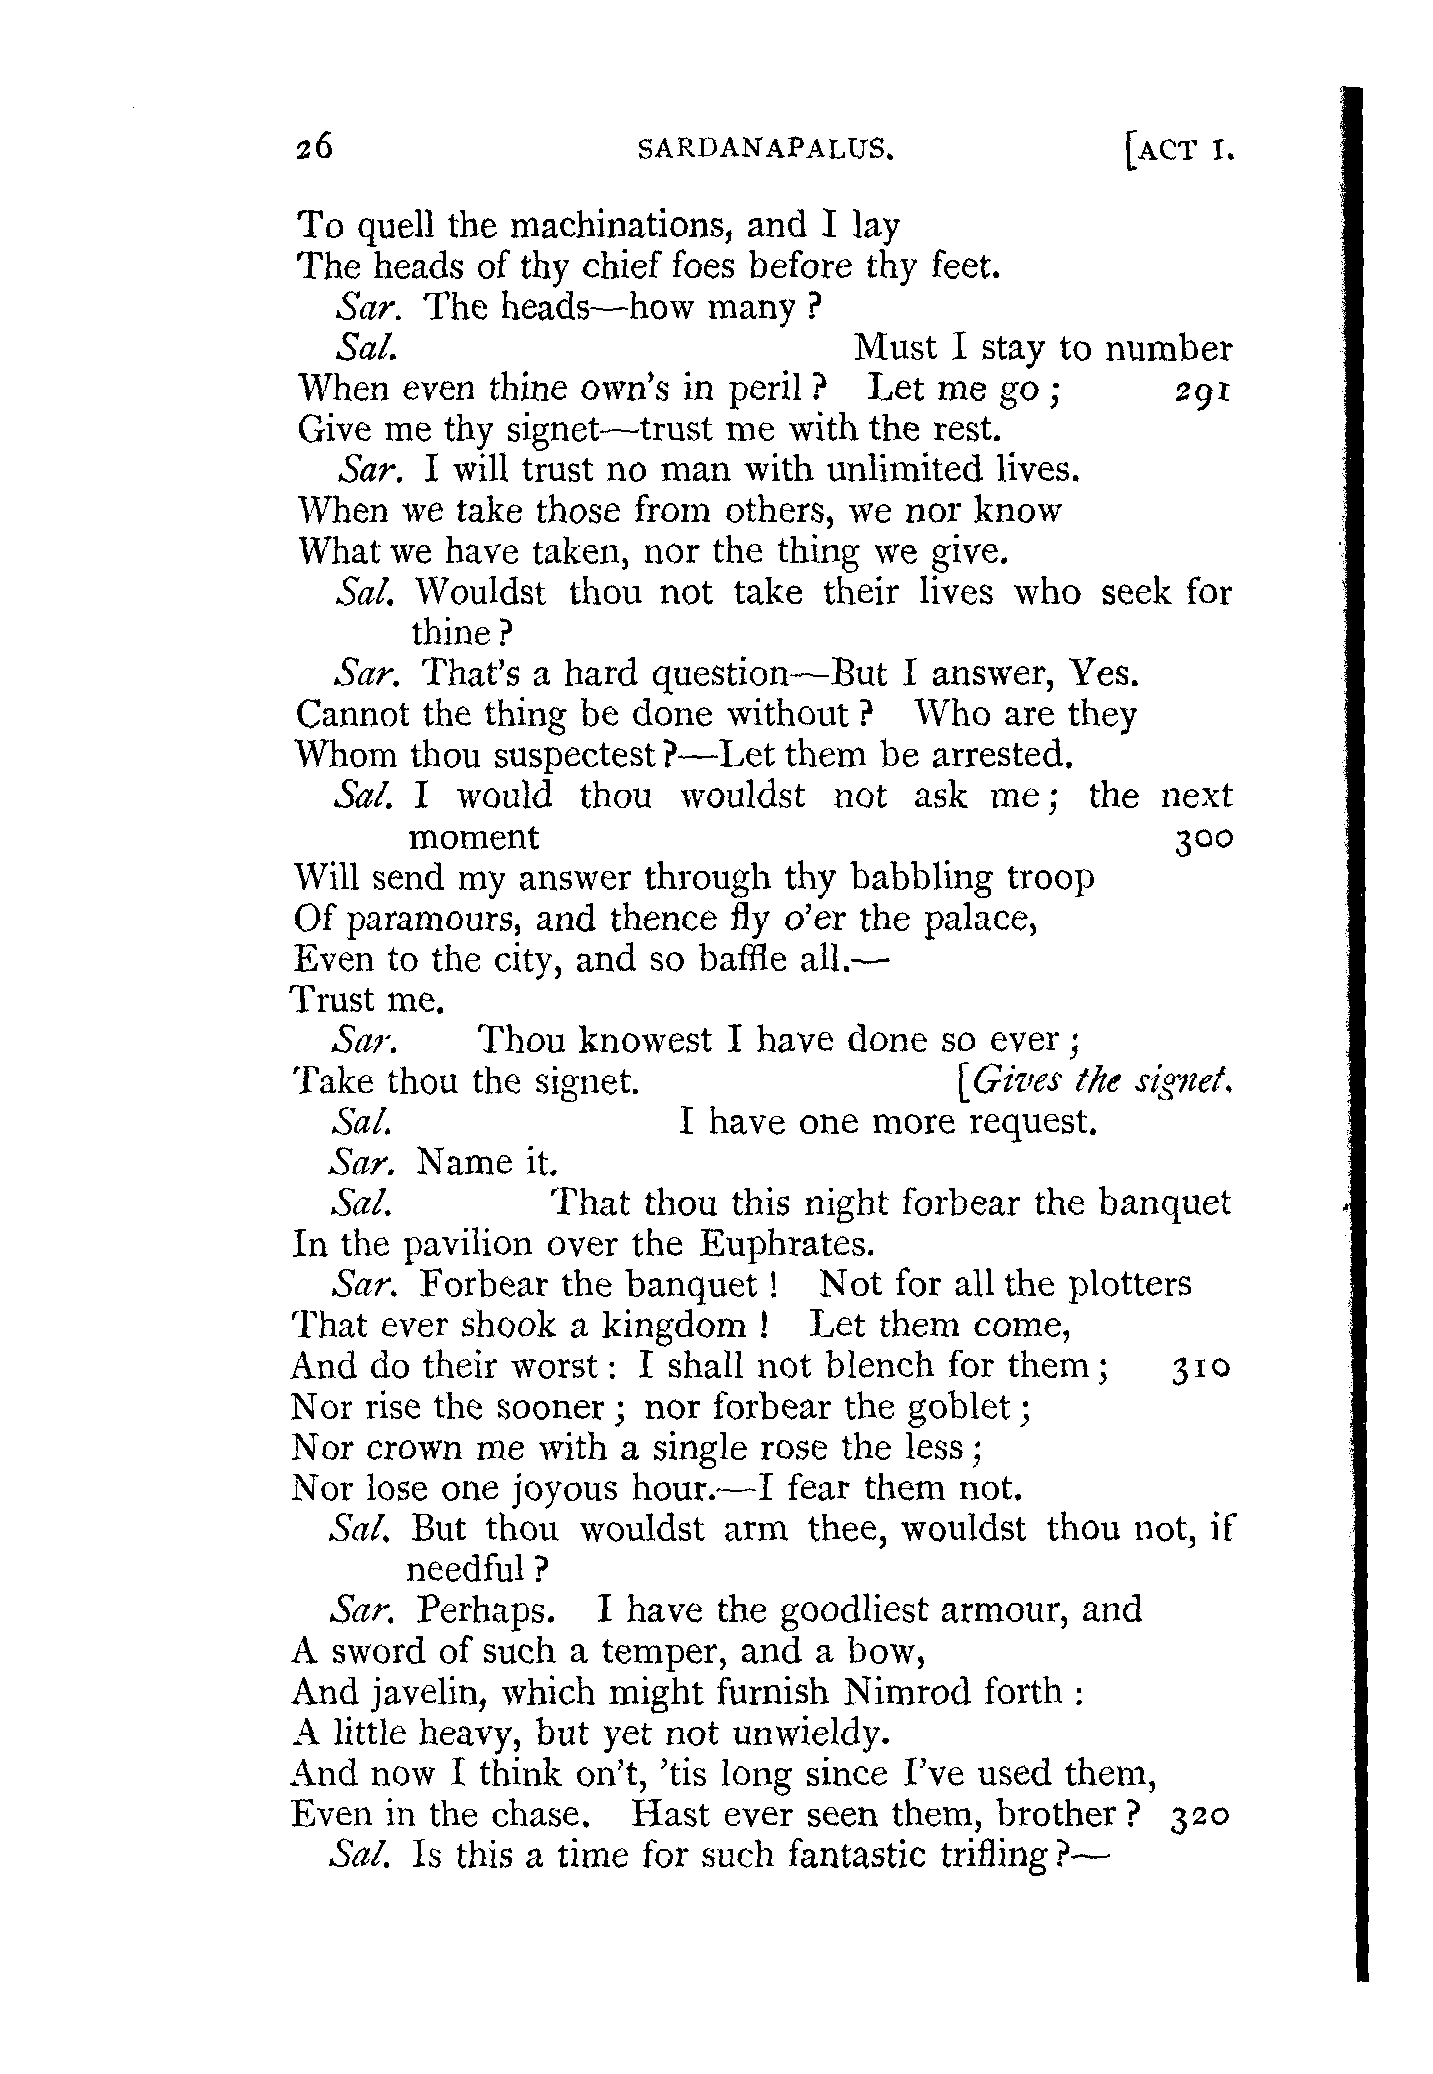 26 SARDANAPALUS. [ACT I.
To quell the machinations, and I lay
The heads of thy chief foes before thy feet.
Sar. The heads—how many ?
Sal. Must I stay to number
When even thine own's in peril ? Let me go ; 291
Give me thy signet—trust me with the rest.
Sar. I will trust no man with unlimited lives.
When we take those from others, we nor know
What we have taken, nor the thing we give.
Sal. Wouldst thou not take their lives who seek for
thine ?
Sar. That's a hard question—But I answer, Yes.
Cannot the thing be done without ? Who are they
Whom thou suspectest ?—Let them be arrested.
Sal. I would thou wouldst not ask me ; the next
moment 300
Will send my answer through thy babbling troop
Of paramours, and thence fly o'er the palace,
Even to the city, and so baffle all.—
Trust me.
Sar. Thou knowest I have done so ever ;
Take thou the signet. [Gives the signet.
Sal. I have one more request.
Sar. Name it.
Sal. That thou this night forbear the banquet
In the pavilion over the Euphrates.
Sar. Forbear the banquet ! Not for all the plotters
That ever shook a kingdom ! Let them come,
And do their worst : I shall not blench for them ; 310
Nor rise the sooner ; nor forbear the goblet ;
Nor crown me with a single rose the less ;
Nor lose one joyous hour.—I fear them not.
Sal. But thou wouldst arm thee, wouldst thou not, if
needful ?
Sar. Perhaps. I have the goodliest armour, and
A sword of such a temper, and a bow,
And javelin, which might furnish Nimrod forth :
A little heavy, but yet not unwieldy.
And now I think on't, 'tis long since I've used them,
Even in the chase. Hast ever seen them, brother ? 320
Sal. Is this a time for such fantastic trifling ?—